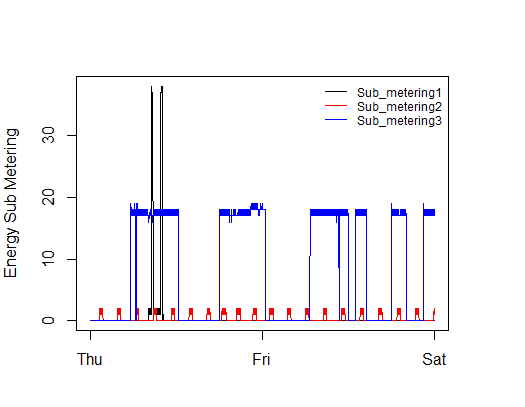 Sub_metering1
Sub_metering2
Sub_metering3
Energy Sub Metering
30
20
10
0
Thu Fri Sat